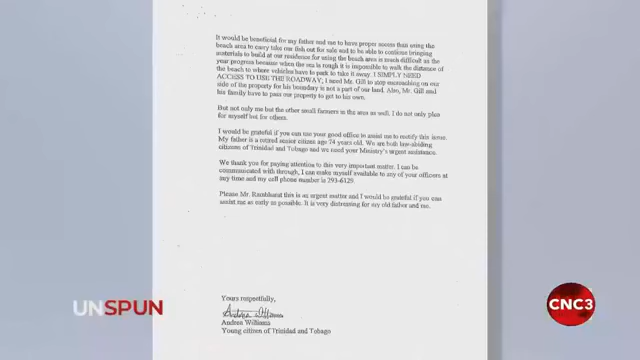 It would be beneficial for my father and me to have proper access than using the
beach area to carry take our fish out for sale and to be able to continue bringing
materials to build at our residence for using the beach area is much difficult as the
year progress because when the sea is rough it is impossible to walk the distance of
the beach to where vehicles have to park to take it away. I SIMPLY NEED
ACCESS TO USE THE ROADWAY, I need Mr. Gill to stop encroaching on our
side of the property for his boundary is not a part of our land. Also, Mr. Gill and
his family have to pass our property to get to his own.
But not only me but the other small farmers in the area as well. I do not only plea
for myself but for others.
I would be grateful if you can use your good office to assist me to rectify this issue.
My father is a retired senior citizen age 74 years old. We are both law-abiding
citizens of Trinidad and Tobago and we need your Ministry's urgent assistance.
We thank you for paying attention to this very important matter. I can be
communicated with through, I can make myself available to any of your officers at
any time and my cell phone number is 293-6129.
Please Mr. Rambharat this is an urgent matter and I would be grateful if you can
assist me as early as possible. It is very distressing for my old father and me.
Yours respectfully,
Andrea Williams
Andrea Williams
Young citizen of Trinidad and Tobago
UNSPUN
CNC3